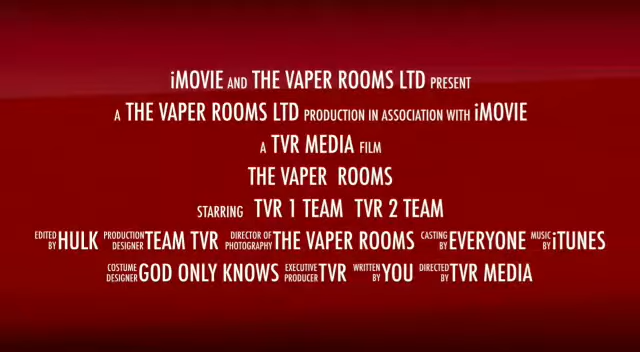 iMOVIE AND THE VAPER ROOMS LTD PRESENT
A THE VAPER ROOMS LTD PRODUCTION IN ASSOCIATION WITH iMOVIE
A TVR MEDIA FILM
THE VAPER ROOMS
STARRING TVR 1 TEAM TVR 2 TEAM
EDITED BY HULK PRODUCTION DESIGNER TEAM TVR DIRECTOR OF PHOTOGRAPHY THE VAPER ROOMS CASTING BY EVERYONE MUSIC BY iTUNES
COSTUME DESIGNER GOD ONLY KNOWS EXECUTIVE PRODUCER TVR WRITTEN BY YOU DIRECTED BY TVR MEDIA